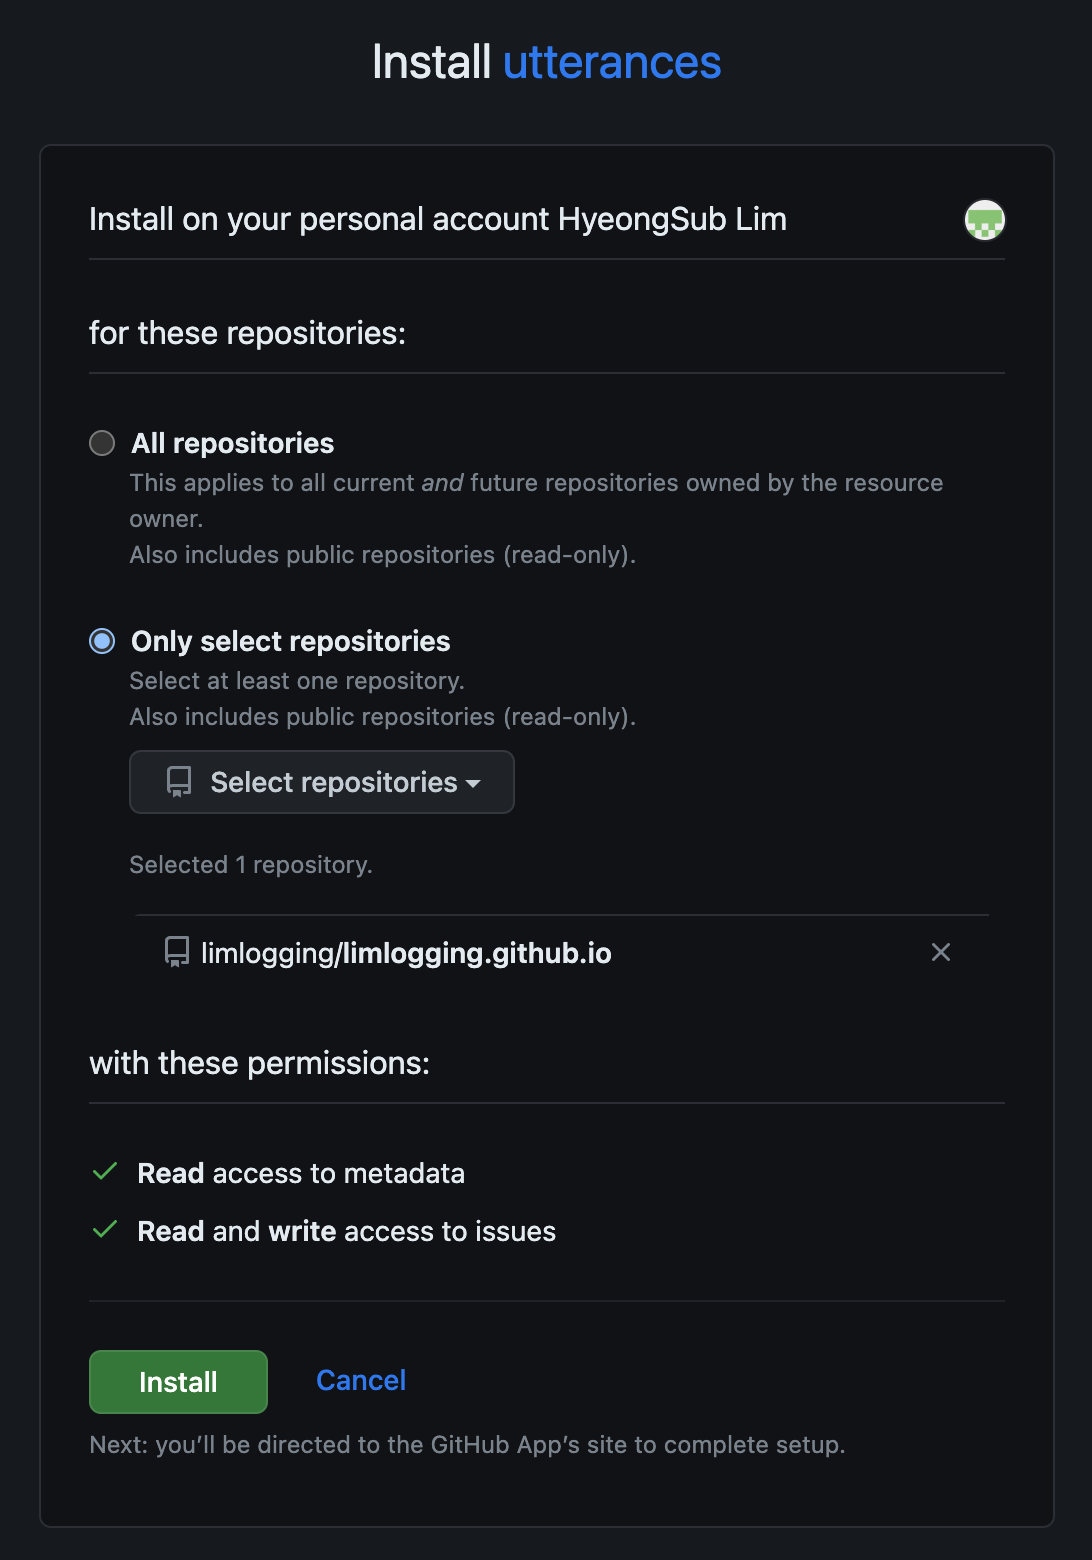 Install utterances
Install on your personal account HyeongSub Lim
for these repositories:
All repositories
This applies to all current and future repositories owned by the resource
owner.
Also includes public repositories (read-only).
Only select repositories
Select at least one repository.
Also includes public repositories (read-only).
Select repositories
Selected 1 repository.
limlogging/limlogging.github.io
with these permissions:
Read access to metadata
Read and write access to issues
Install Cancel
Next: you’ll be directed to the GitHub App’s site to complete setup.